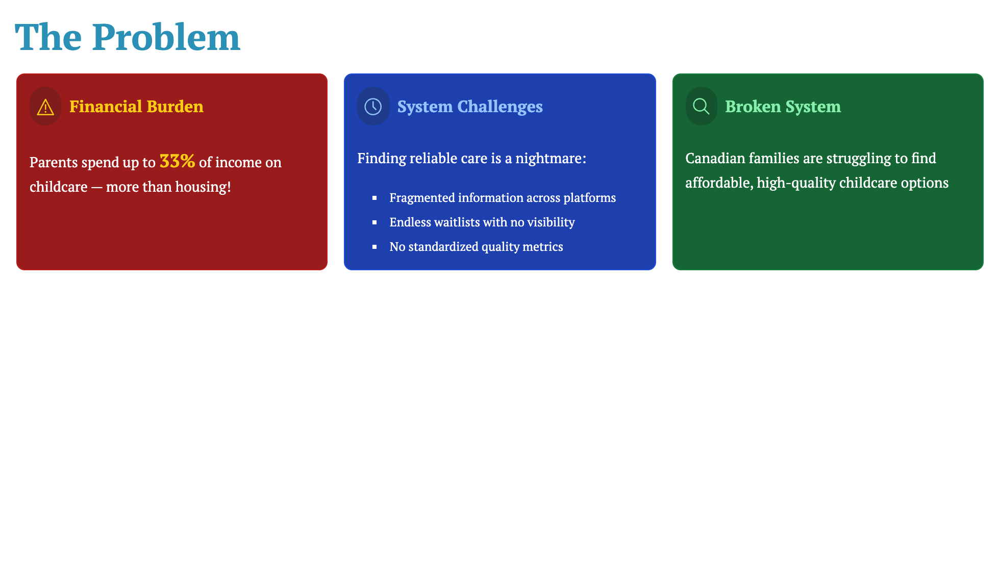 The Problem
Financial Burden
Parents spend up to 33% of income on
childcare — more than housing!
System Challenges
Finding reliable care is a nightmare:
▪ Fragmented information across platforms
▪ Endless waitlists with no visibility
▪ No standardized quality metrics
Broken System
Canadian families are struggling to find
affordable, high-quality childcare options